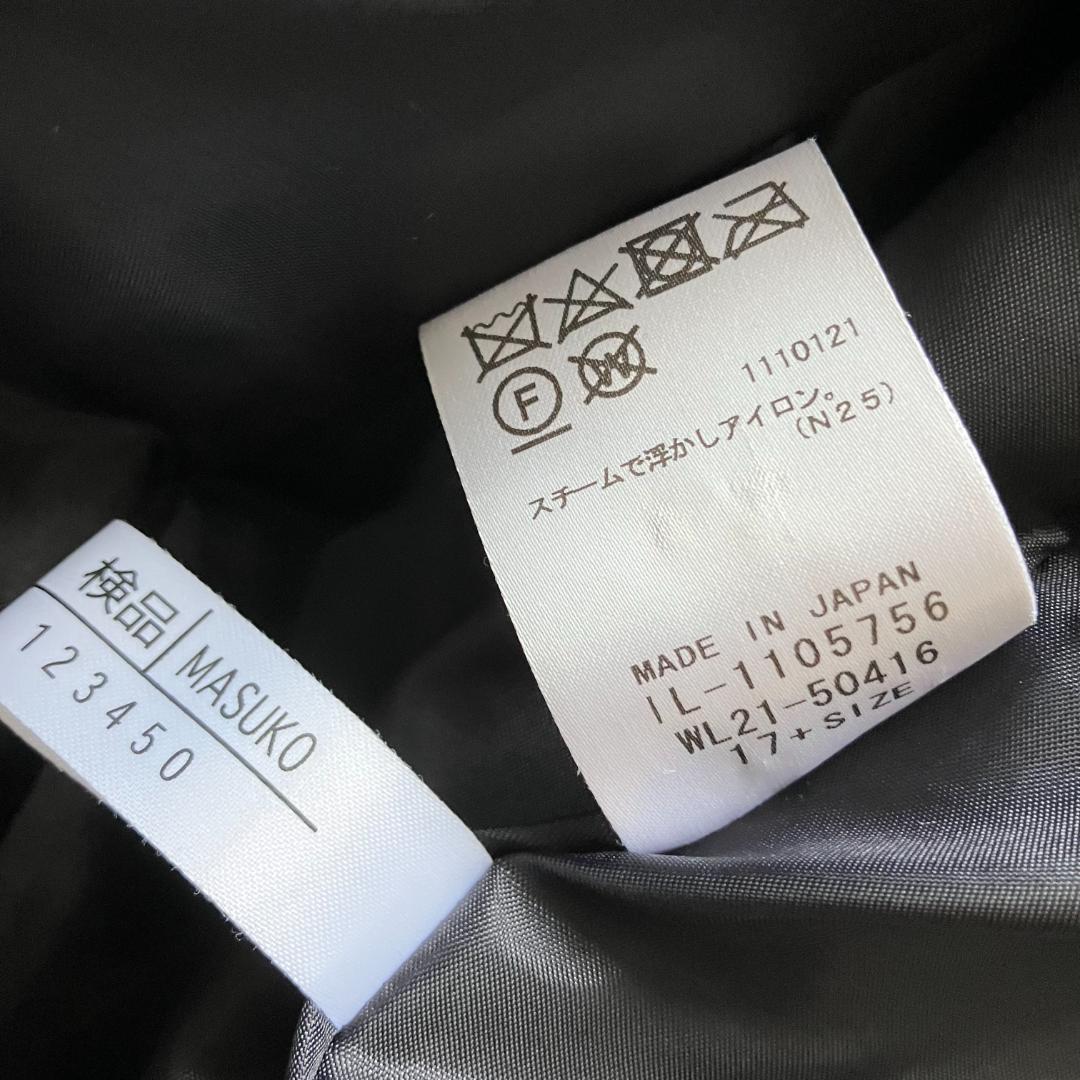 F
W
1110121
スチームで浮かしアイロン。
(N25)
MADE IN JAPAN
IL-1105756
WL21-50416
17+SIZE
検品 MASUKO
123450